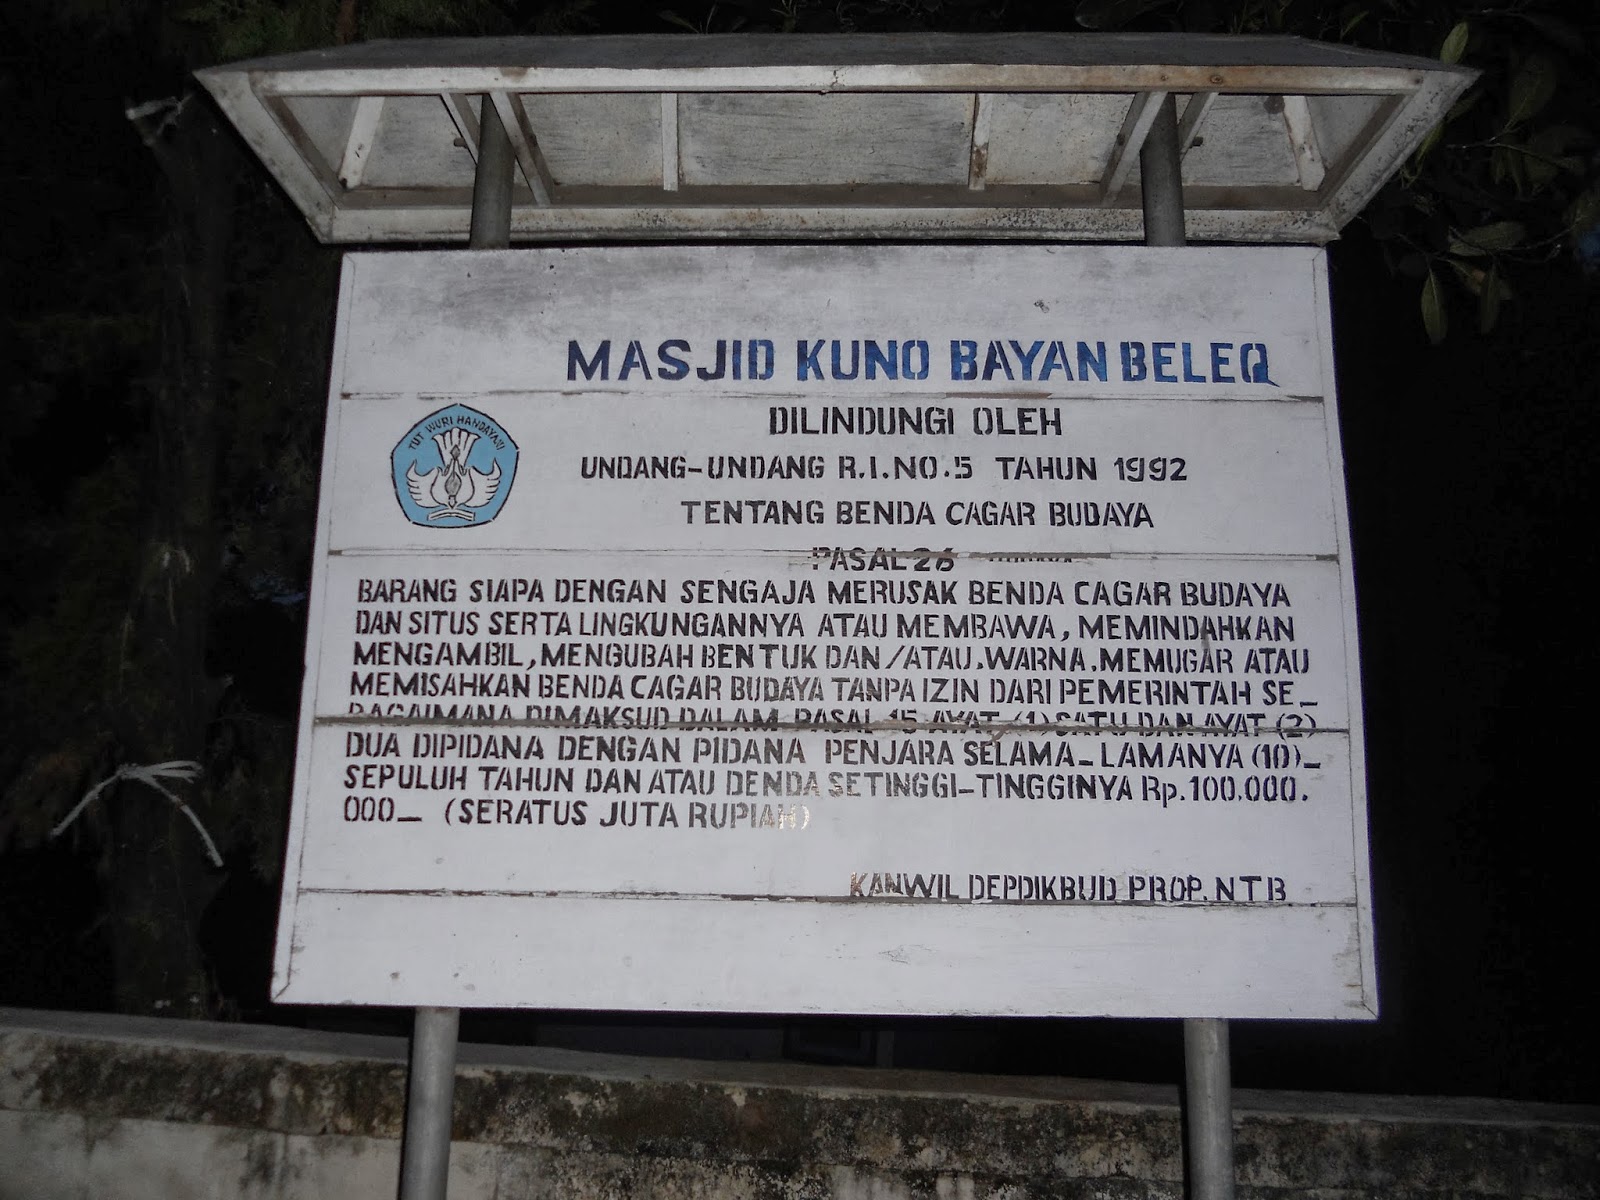 MASJID KUNO BAYAN BELEQ
TUT WURI HANDAYANI
DILINDUNGI OLEH
UNDANG-UNDANG R.I.NO.5 TAHUN 1992
TENTANG BENDA CAGAR BUDAYA
PASAL 26
BARANG SIAPA DENGAN SENGAJA MERUSAK BENDA CAGAR BUDAYA
DAN SITUS SERTA LINGKUNGANNYA ATAU MEMBAWA, MEMINDAHKAN
MENGAMBIL, MENGUBAH BENTUK DAN/ATAU.WARNA.MEMUGAR ATAU
MEMISAHKAN BENDA CAGAR BUDAYA TANPA IZIN DARI PEMERINTAH SE_
BAGAIMANA DIMAKSUD DALAM PASAL 15 AYAT (1) SATU DAN AYAT (2)
DUA DIPIDANA DENGAN PIDANA PENJARA SELAMA_LAMANYA (10)_
SEPULUH TAHUN DAN ATAU DENDA SETINGGI-TINGGINYA Rp.100.000.
000_ (SERATUS JUTA RUPIAH)
KANWIL DEPDIKBUD PROP. NTB